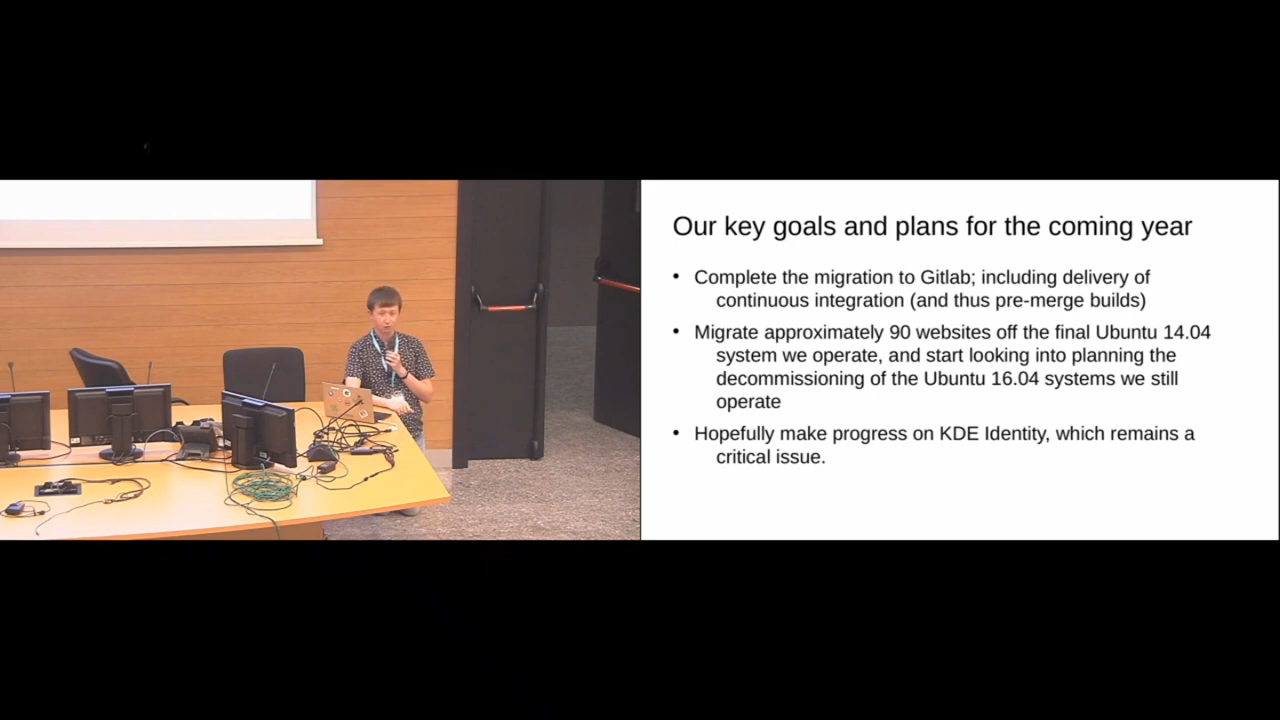 Our key goals and plans for the coming year
• Complete the migration to Gitlab; including delivery of
continuous integration (and thus pre-merge builds)
• Migrate approximately 90 websites off the final Ubuntu 14.04
system we operate, and start looking into planning the
decommissioning of the Ubuntu 16.04 systems we still
operate
• Hopefully make progress on KDE Identity, which remains a
critical issue.